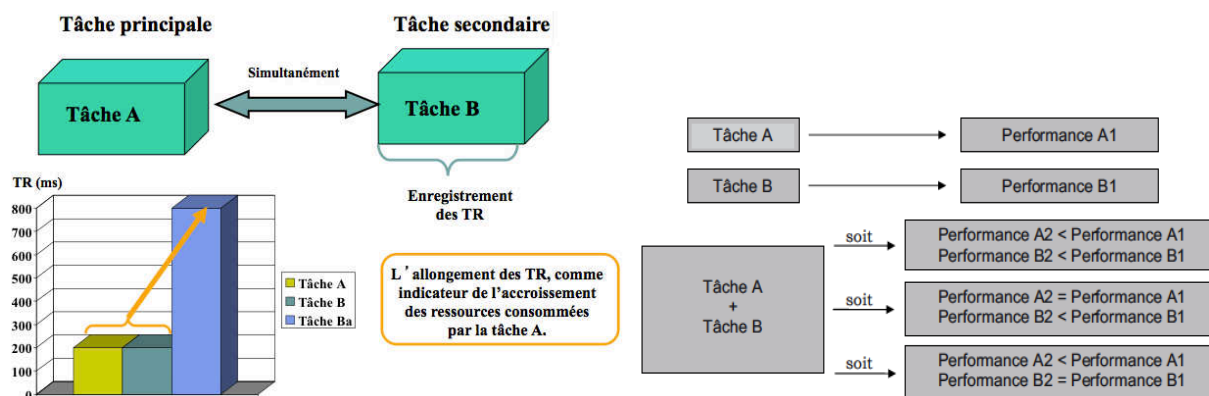 Tâche principale
Tâche secondaire
Simultanément
Tâche A
Tâche B
Enregistrement
des TR
TR (ms)
800
700
600
500
400
300
200
100
0
Tâche A
Tâche B
Tâche Ba
L'allongement des TR, comme
indicateur de l'accroissement
des ressources consommées
par la tâche A.
Tâche A
Performance A1
Tâche B
Performance B1
Tâche A
+
Tâche B
soit
Performance A2 < Performance A1
Performance B2 < Performance B1
soit
Performance A2 = Performance A1
Performance B2 < Performance B1
soit
Performance A2 < Performance A1
Performance B2 = Performance B1